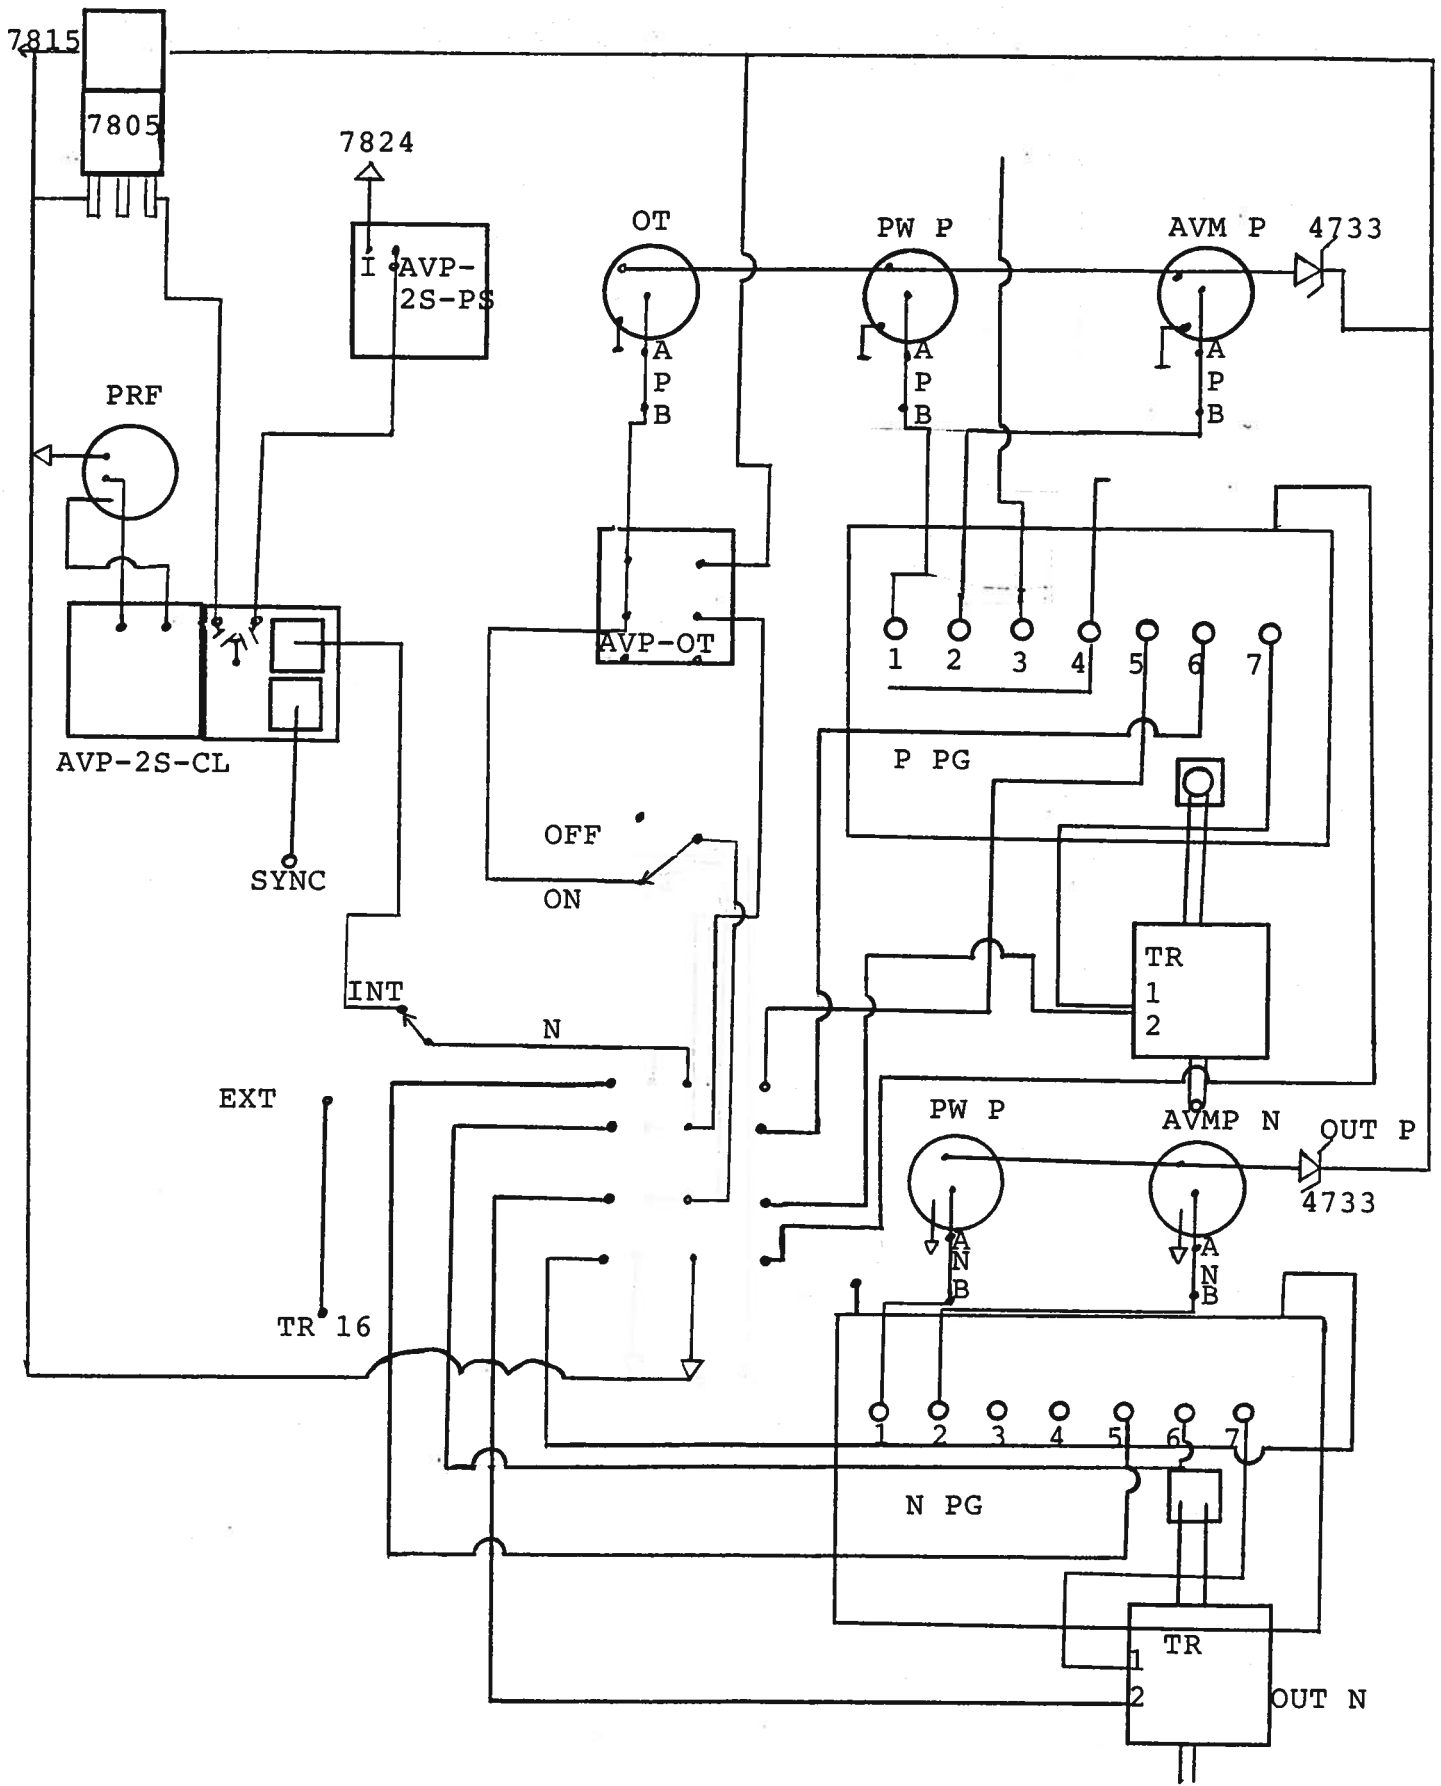 7815
7805
7824
I AVP-
2S-PS
OT
PW P
AVM P
4733
A
P
B
A
P
B
A
P
B
PRF
AVP-OT
1 2 3 4 5 6 7
P PG
AVP-2S-CL
SYNC
OFF
ON
TR
1
2
INT
N
EXT
TR 16
PW P
AVMP N
OUT P
4733
A
N
B
A
N
B
1 2 3 4 5 6 7
N PG
TR
1
2
OUT N